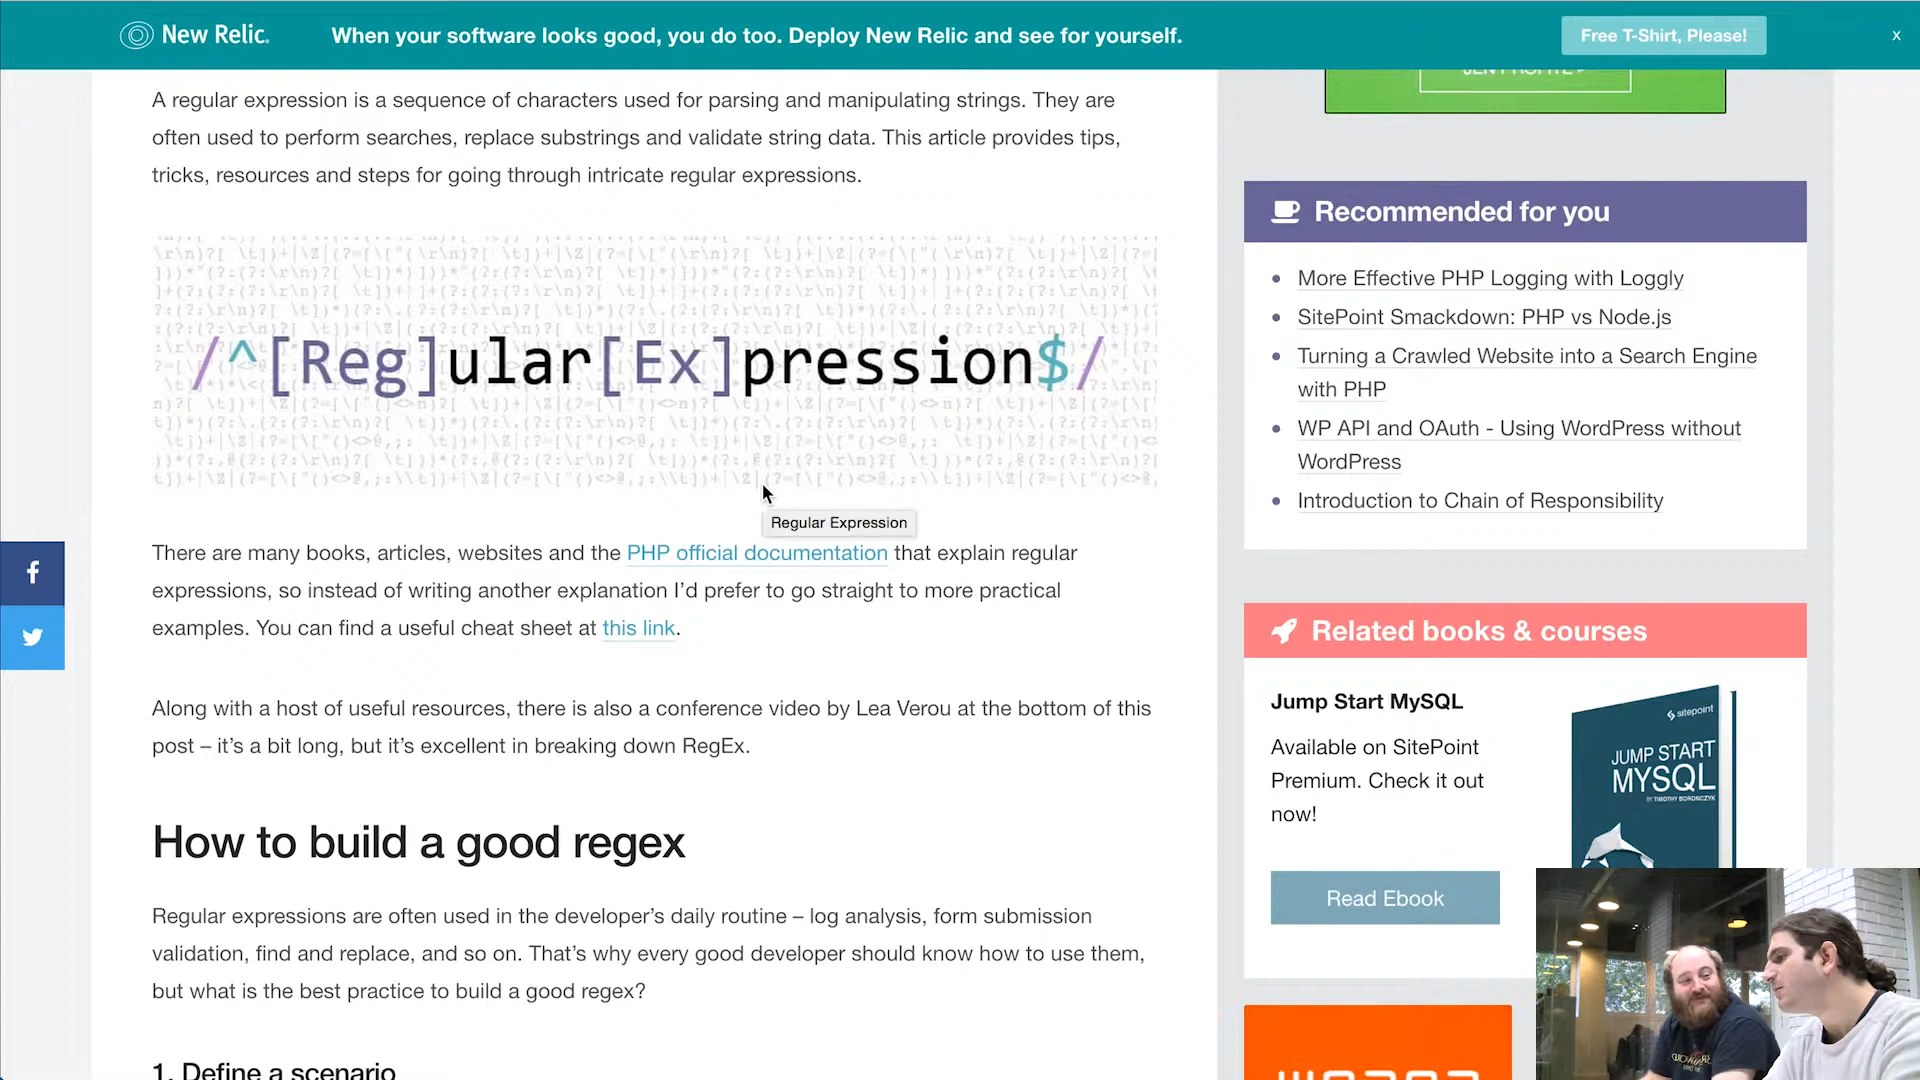 New Relic.
When your software looks good, you do too. Deploy New Relic and see for yourself.
Free T-Shirt, Please!
x
A regular expression is a sequence of characters used for parsing and manipulating strings. They are
often used to perform searches, replace substrings and validate string data. This article provides tips,
tricks, resources and steps for going through intricate regular expressions.
/^[Reg]ular[Ex]pression$/
Regular Expression
There are many books, articles, websites and the PHP official documentation that explain regular
expressions, so instead of writing another explanation I’d prefer to go straight to more practical
examples. You can find a useful cheat sheet at this link.
Along with a host of useful resources, there is also a conference video by Lea Verou at the bottom of this
post – it’s a bit long, but it’s excellent in breaking down RegEx.
How to build a good regex
Regular expressions are often used in the developer’s daily routine – log analysis, form submission
validation, find and replace, and so on. That’s why every good developer should know how to use them,
but what is the best practice to build a good regex?
1. Define a scenario
Recommended for you
More Effective PHP Logging with Loggly
SitePoint Smackdown: PHP vs Node.js
Turning a Crawled Website into a Search Engine
with PHP
WP API and OAuth - Using WordPress without
WordPress
Introduction to Chain of Responsibility
Related books & courses
Jump Start MySQL
Available on SitePoint
Premium. Check it out
now!
Read Ebook
sitepoint
JUMP START
MYSQL
BY TIMOTHY BORONCZYK